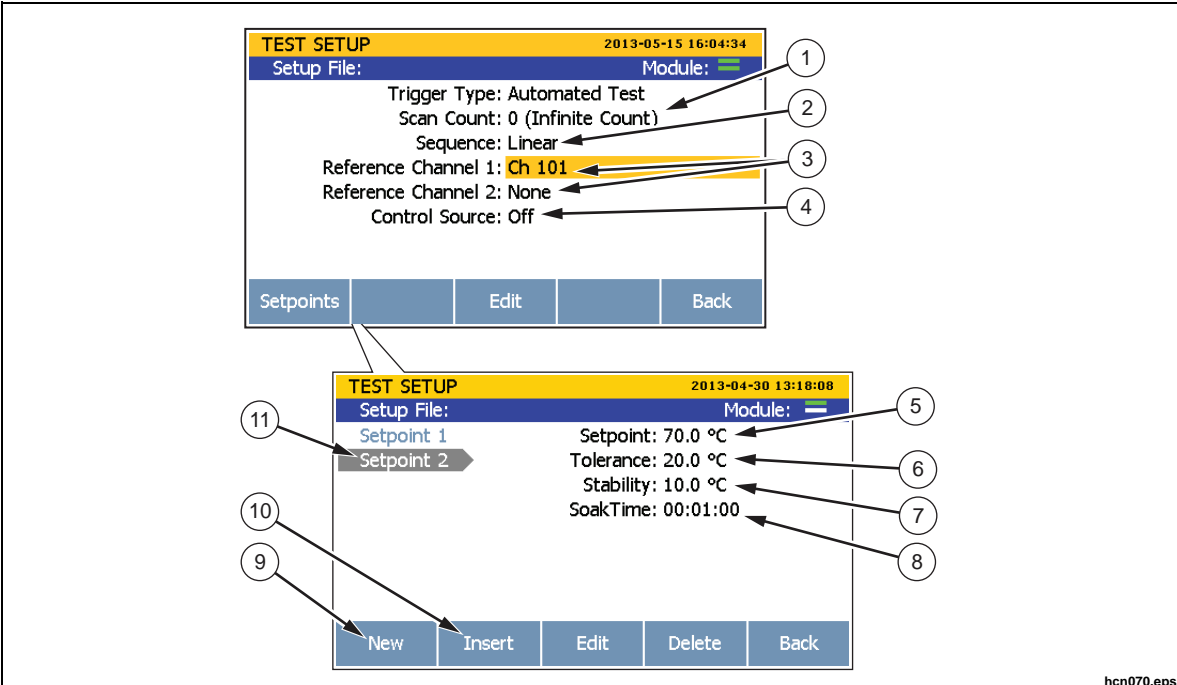 TEST SETUP 2013-05-15 16:04:34
Setup File: Module:
Trigger Type: Automated Test
Scan Count: 0 (Infinite Count)
Sequence: Linear
Reference Channel 1: Ch 101
Reference Channel 2: None
Control Source: Off
Setpoints Edit Back
1
2
3
4
TEST SETUP 2013-04-30 13:18:08
Setup File: Module:
Setpoint 1 Setpoint: 70.0 °C
Setpoint 2 Tolerance: 20.0 °C
Stability: 10.0 °C
SoakTime: 00:01:00
New Insert Edit Delete Back
5
6
7
8
9
10
11
hcn070.eps